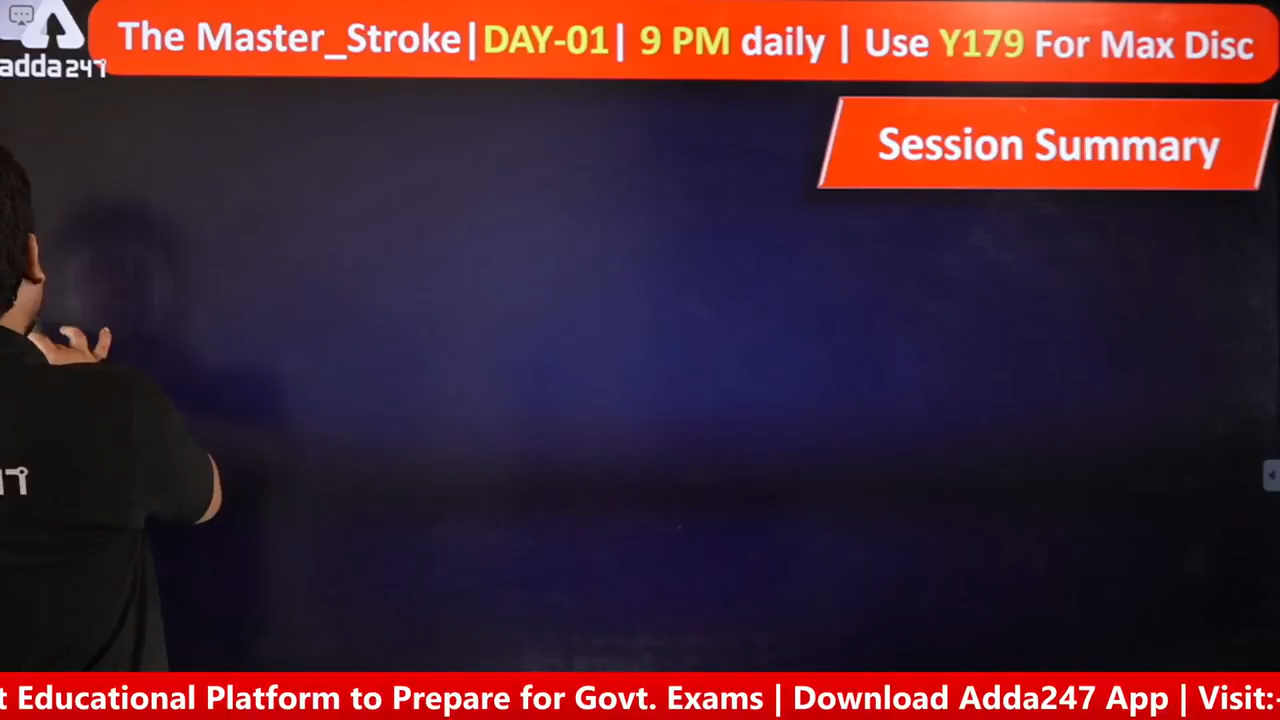 The Master_Stroke|DAY-01| 9 PM daily | Use Y179 For Max Disc
adda247
Session Summary
t Educational Platform to Prepare for Govt. Exams | Download Adda247 App | Visit: